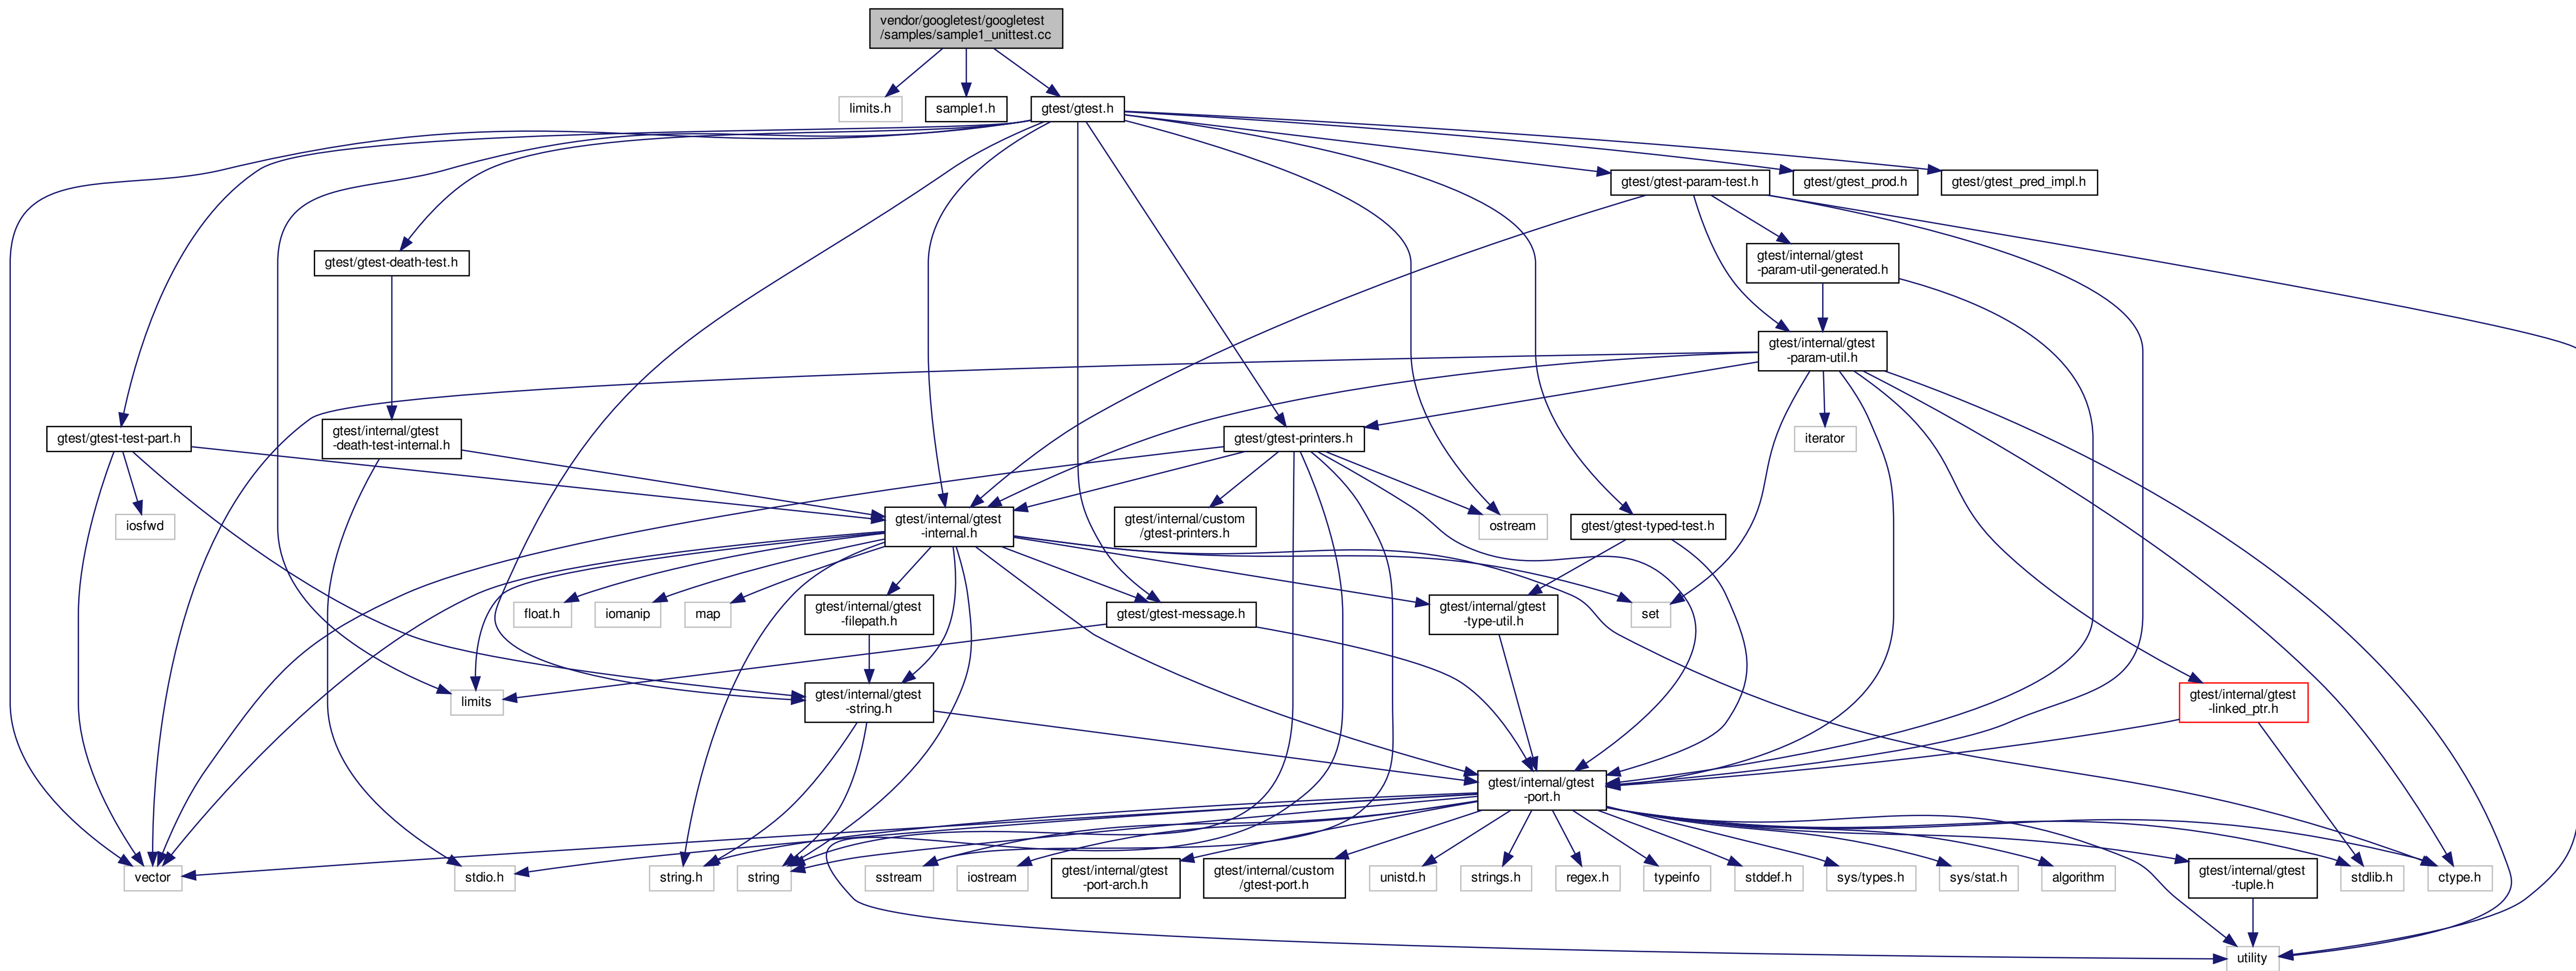 vendor/googletest/googletest
/samples/sample1_unittest.cc
limits.h
sample1.h
gtest/gtest.h
gtest/gtest-param-test.h
gtest/gtest_prod.h
gtest/gtest_pred_impl.h
gtest/gtest-death-test.h
gtest/internal/gtest
-param-util-generated.h
gtest/internal/gtest
-param-util.h
gtest/gtest-test-part.h
gtest/internal/gtest
-death-test-internal.h
gtest/gtest-printers.h
iterator
iosfwd
gtest/internal/gtest
-internal.h
gtest/internal/custom
/gtest-printers.h
ostream
gtest/gtest-typed-test.h
float.h
iomanip
map
gtest/internal/gtest
-filepath.h
gtest/gtest-message.h
gtest/internal/gtest
-type-util.h
set
limits
gtest/internal/gtest
-string.h
gtest/internal/gtest
-linked_ptr.h
gtest/internal/gtest
-port.h
vector
stdio.h
string.h
string
sstream
iostream
gtest/internal/gtest
-port-arch.h
gtest/internal/custom
/gtest-port.h
unistd.h
strings.h
regex.h
typeinfo
stddef.h
sys/types.h
sys/stat.h
algorithm
gtest/internal/gtest
-tuple.h
stdlib.h
ctype.h
utility